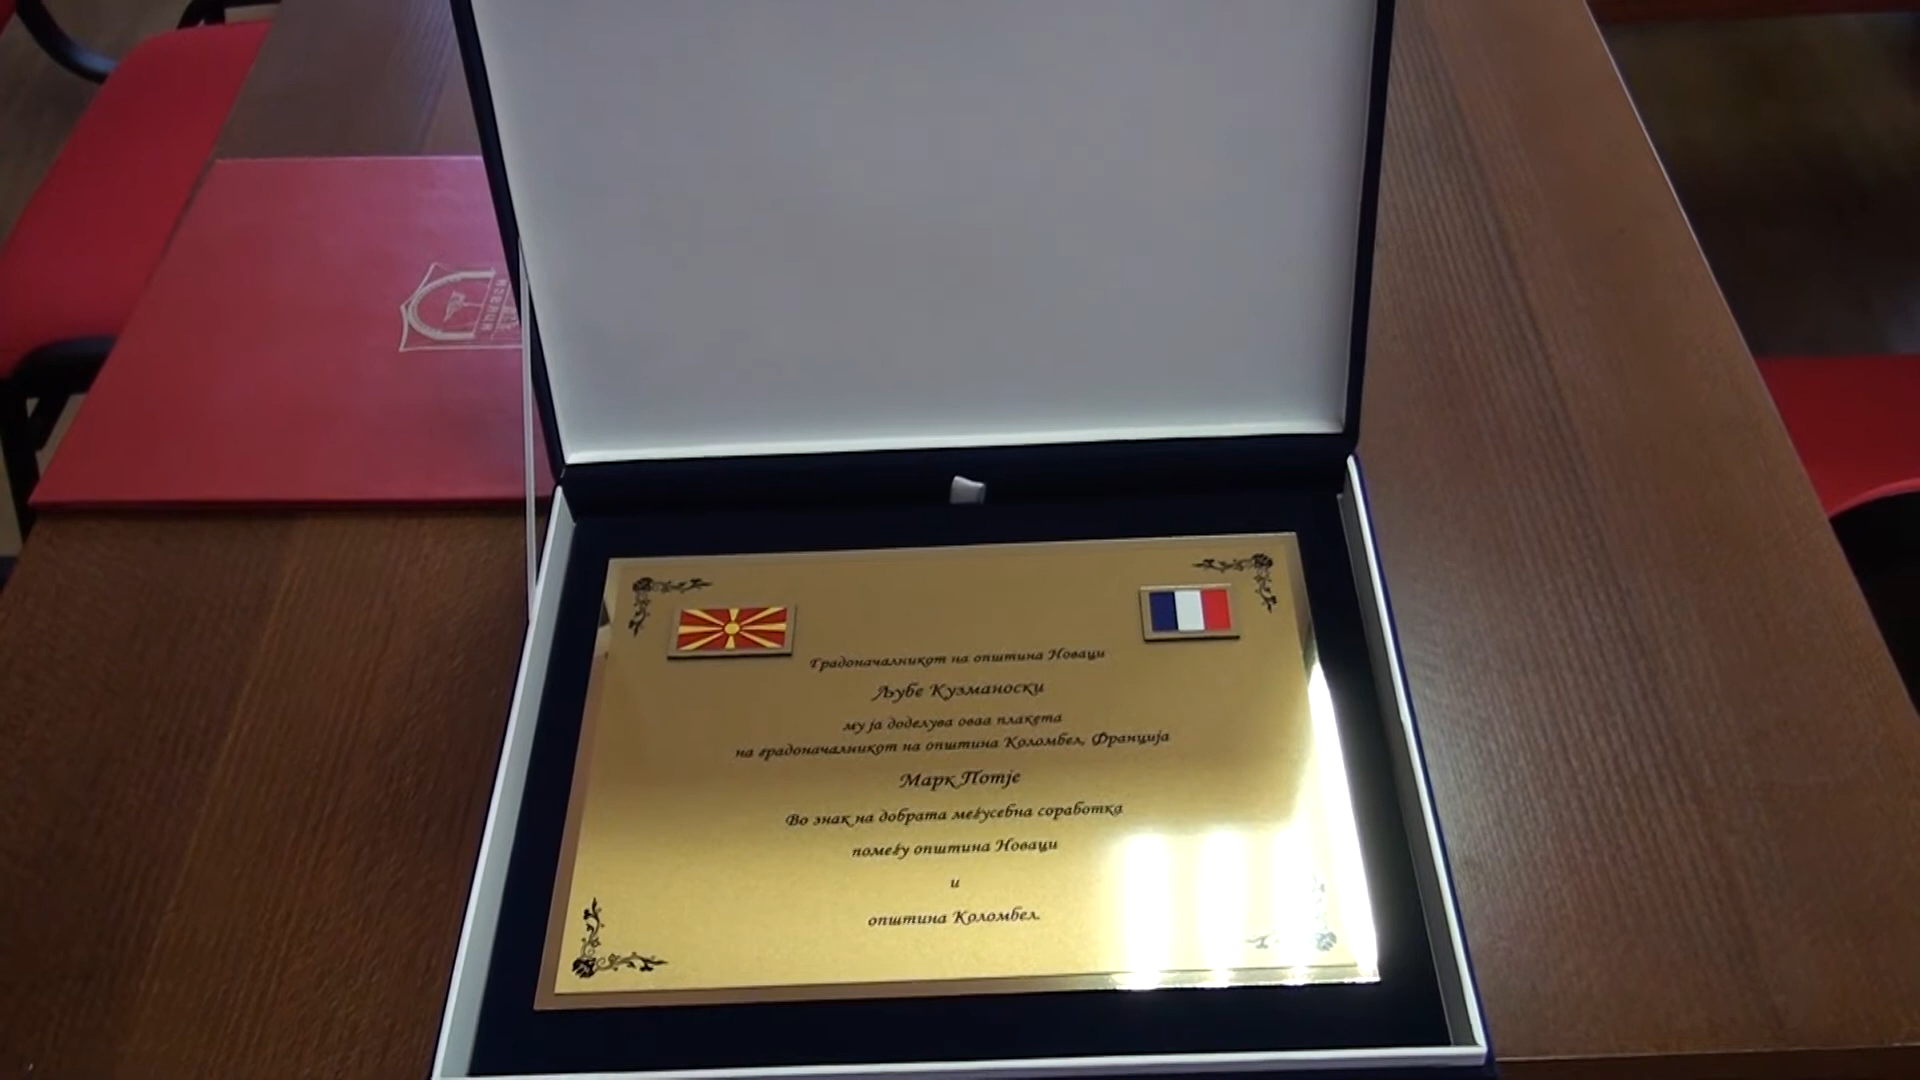 Градоначалникот на општина Новаци
Љубе Кузманоски
му ја доделува оваа плакета
на градоначалникот на општина Коломбел, Франција
Марк Потје
Во знак на добрата меѓусебна соработка
помеѓу општина Новаци
и
општина Коломбел.